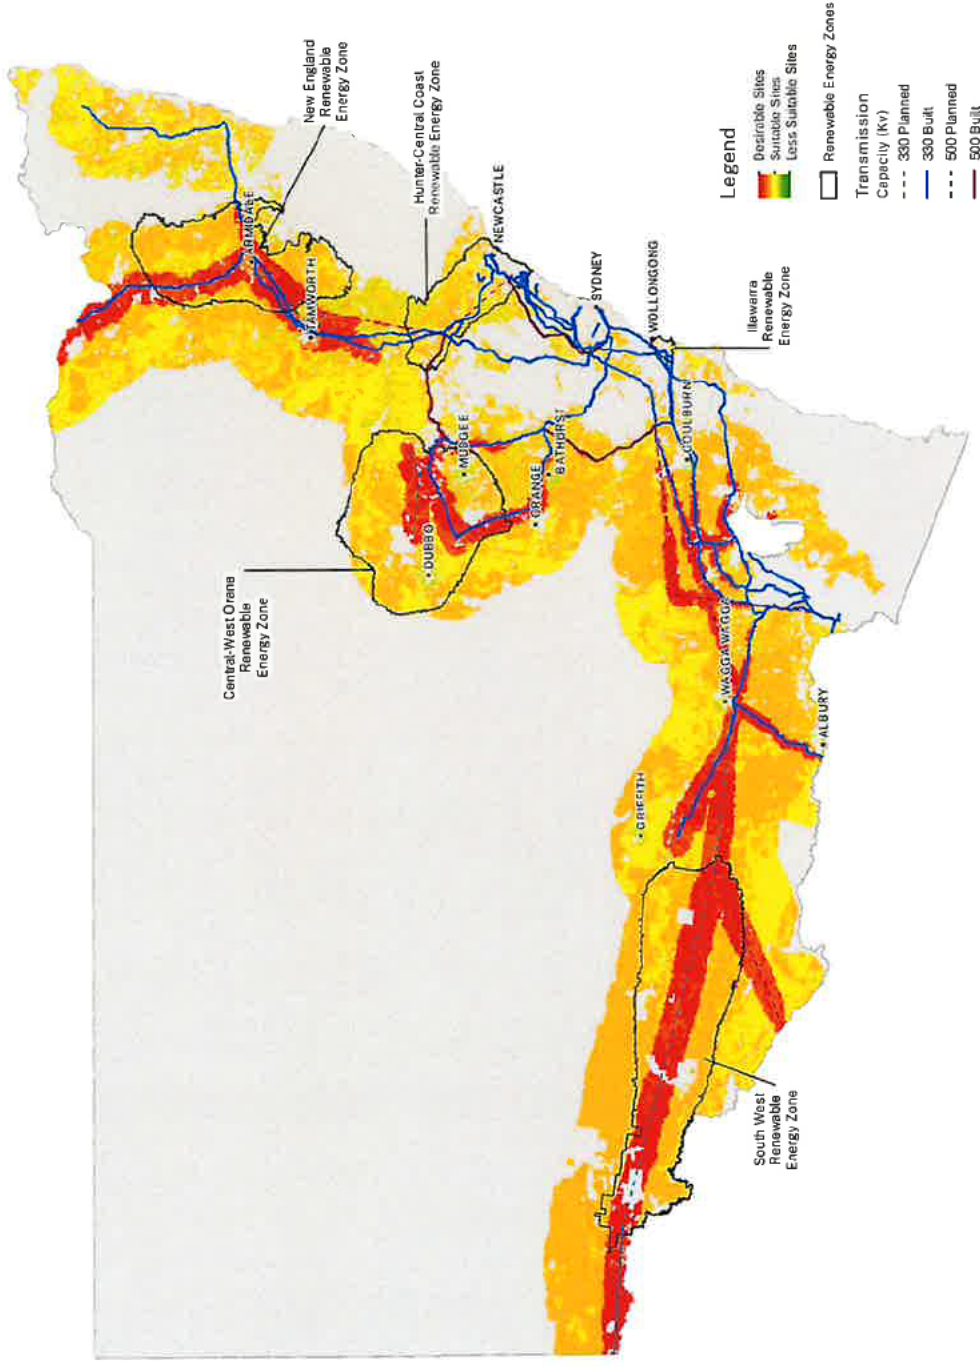 New England
Renewable
Energy Zone
Hunter-Central Coast
Renewable Energy Zone
Central-West Orana
Renewable
Energy Zone
ARMIDALE
TAMWORTH
NEWCASTLE
MUDGEE
DUBBO
ORANGE
BATHURST
SYDNEY
WOLLONGONG
GOULBURN
Illawarra
Renewable
Energy Zone
WAGGA WAGGA
GRIFFITH
ALBURY
South West
Renewable
Energy Zone
Legend
Desirable Sites
Suitable Sites
Less Suitable Sites
Renewable Energy Zones
Transmission
Capacity (Kv)
330 Planned
330 Built
500 Planned
500 Built